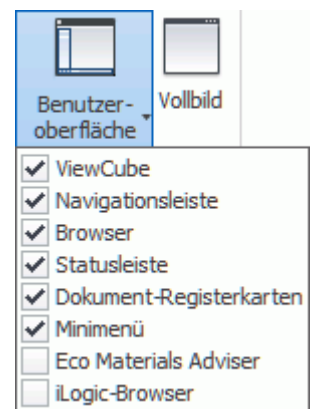 Benutzer-
oberfläche
Vollbild
ViewCube
Navigationsleiste
Browser
Statusleiste
Dokument-Registerkarten
Minimenü
Eco Materials Adviser
iLogic-Browser